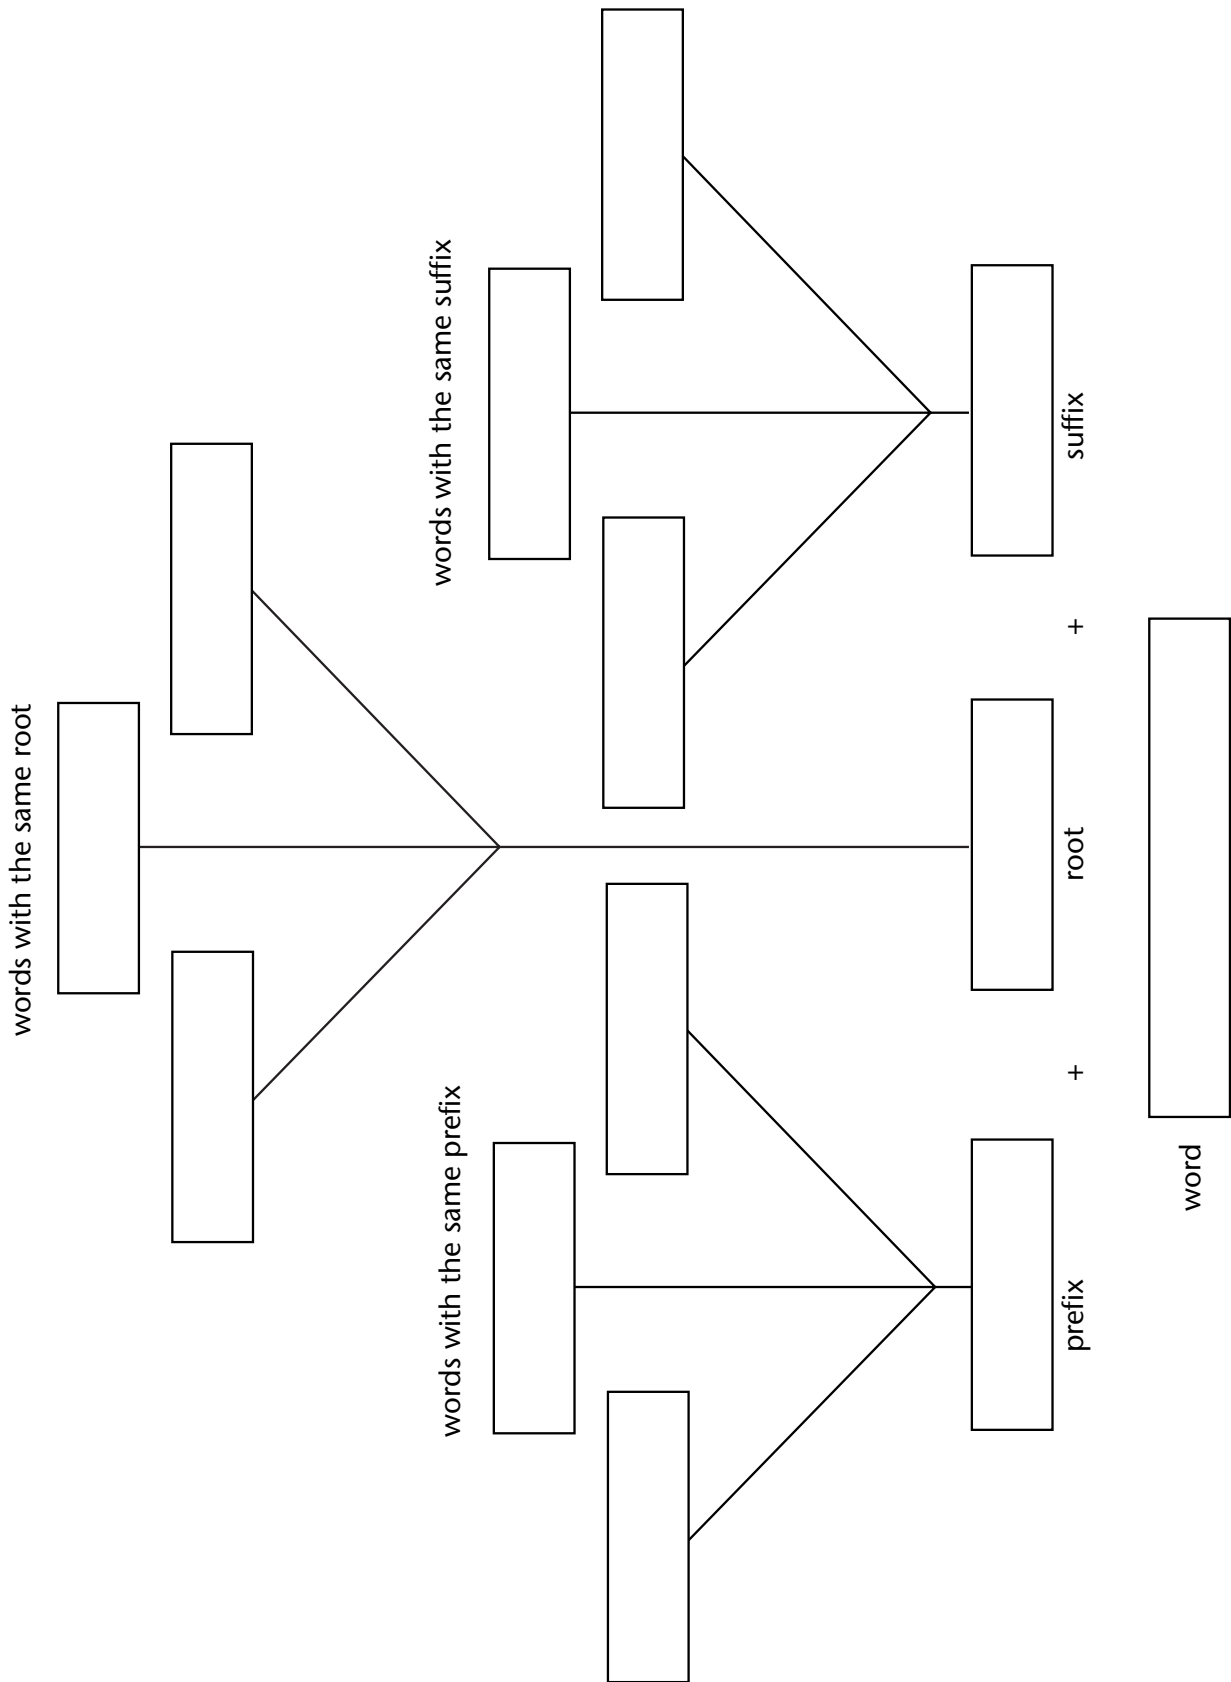 words with the same root
words with the same prefix
words with the same suffix
prefix + root + suffix
word